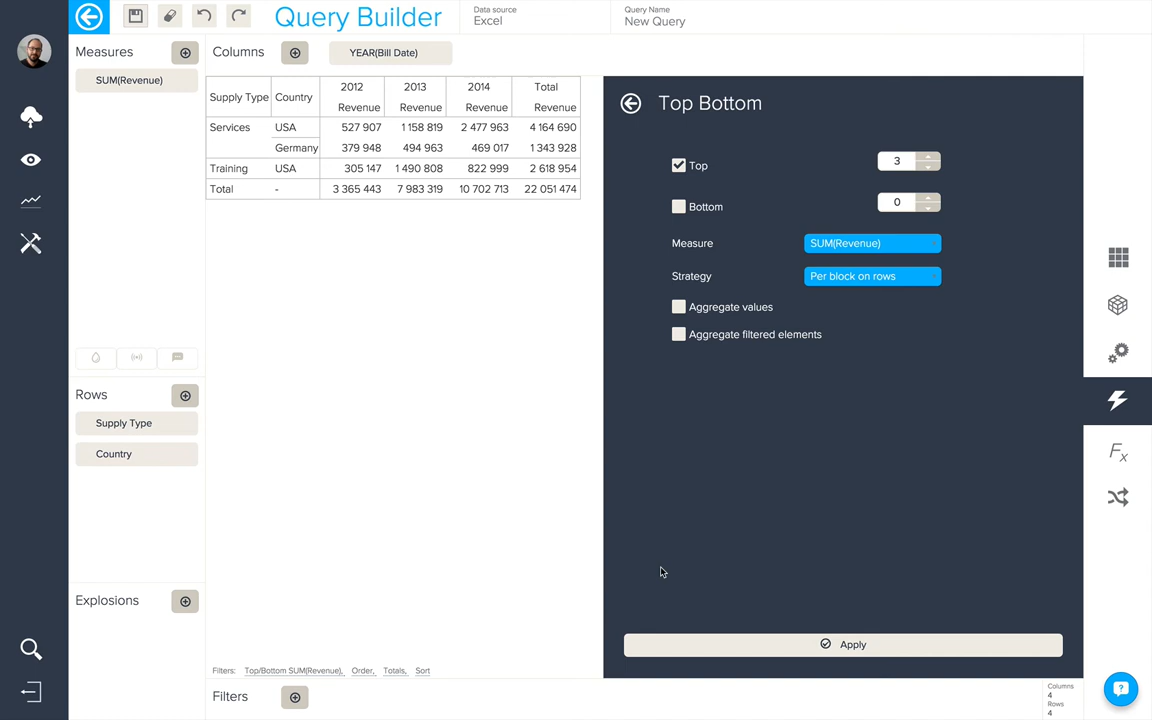 Query Builder
Data source
Excel
Query Name
New Query
Measures
SUM(Revenue)
Columns
YEAR(Bill Date)
Supply Type Country 2012 2013 2014 Total
Revenue Revenue Revenue Revenue
Services USA 527 907 1 158 819 2 477 963 4 164 690
Germany 379 948 494 963 469 017 1 343 928
Training USA 305 147 1 490 808 822 999 2 618 954
Total - 3 365 443 7 983 319 10 702 713 22 051 474
Top Bottom
Top 3
Bottom 0
Measure SUM(Revenue)
Strategy Per block on rows
Aggregate values
Aggregate filtered elements
Apply
Rows
Supply Type
Country
Explosions
Filters: Top/Bottom SUM(Revenue), Order, Totals, Sort
Filters
Columns
4
Rows
4
Fx